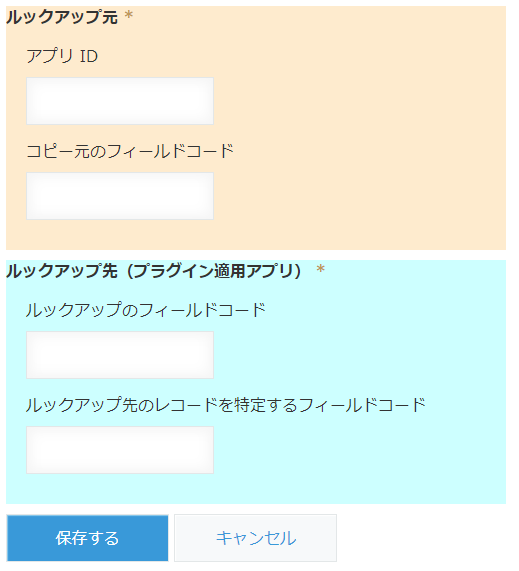 ルックアップ元 *
アプリ ID
コピー元のフィールドコード
ルックアップ先（プラグイン適用アプリ） *
ルックアップのフィールドコード
ルックアップ先のレコードを特定するフィールドコード
保存する キャンセル